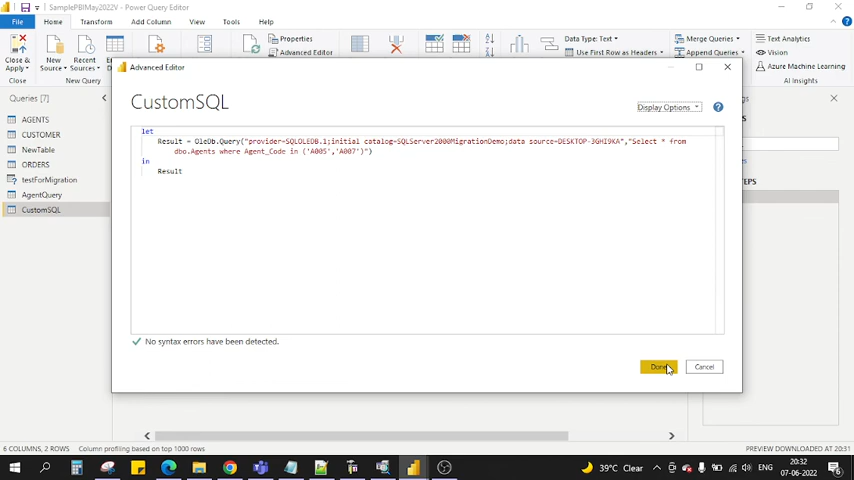 SamplePBIMay2022V - Power Query Editor
File Home Transform Add Column View Tools Help
Close & Apply
New Source
Recent Sources
Properties
Advanced Editor
Data Type: Text
Use First Row as Headers
Merge Queries
Append Queries
Text Analytics
Vision
Azure Machine Learning
Close
New Query
AI Insights
Queries [7]
AGENTS
CUSTOMER
NewTable
ORDERS
testForMigration
AgentQuery
CustomSQL
Advanced Editor
CustomSQL
Display Options
let
Result = OleDb.Query("provider=SQLOLEDB.1;initial catalog=SQLServer2000MigrationDemo;data source=DESKTOP-3GHI9KA","Select * from
dbo.Agents where Agent_Code in ('A005','A007')")
in
Result
No syntax errors have been detected.
Done
Cancel
6 COLUMNS, 2 ROWS Column profiling based on top 1000 rows
PREVIEW DOWNLOADED AT 20:31
39°C Clear
ENG
20:32
07-06-2022